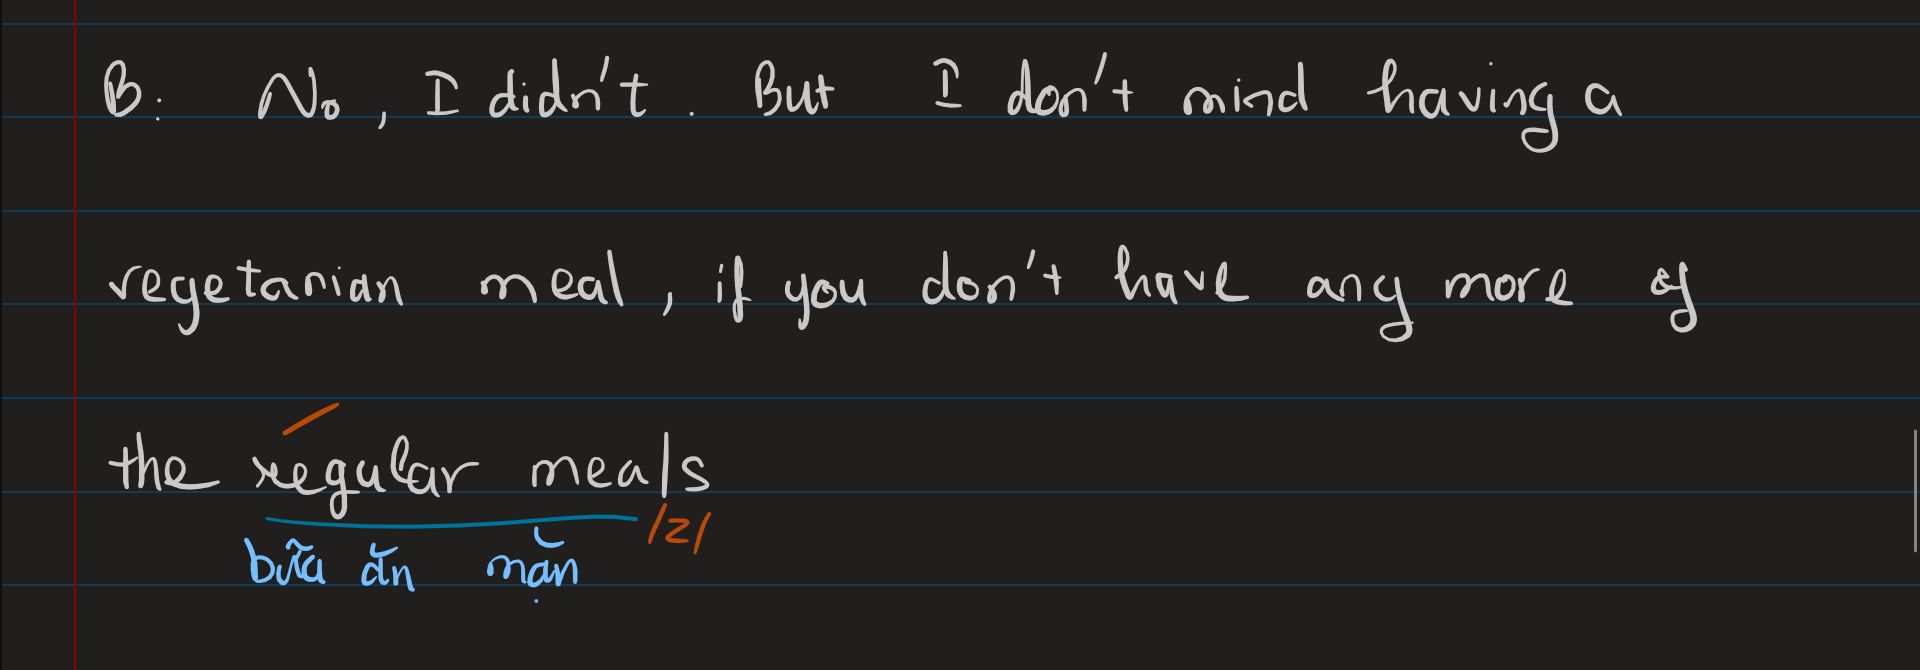 B: No, I didn't. But I don't mind having a
vegetarian meal, if you don't have any more of
the regular meals
/z/
bữa ăn mặn